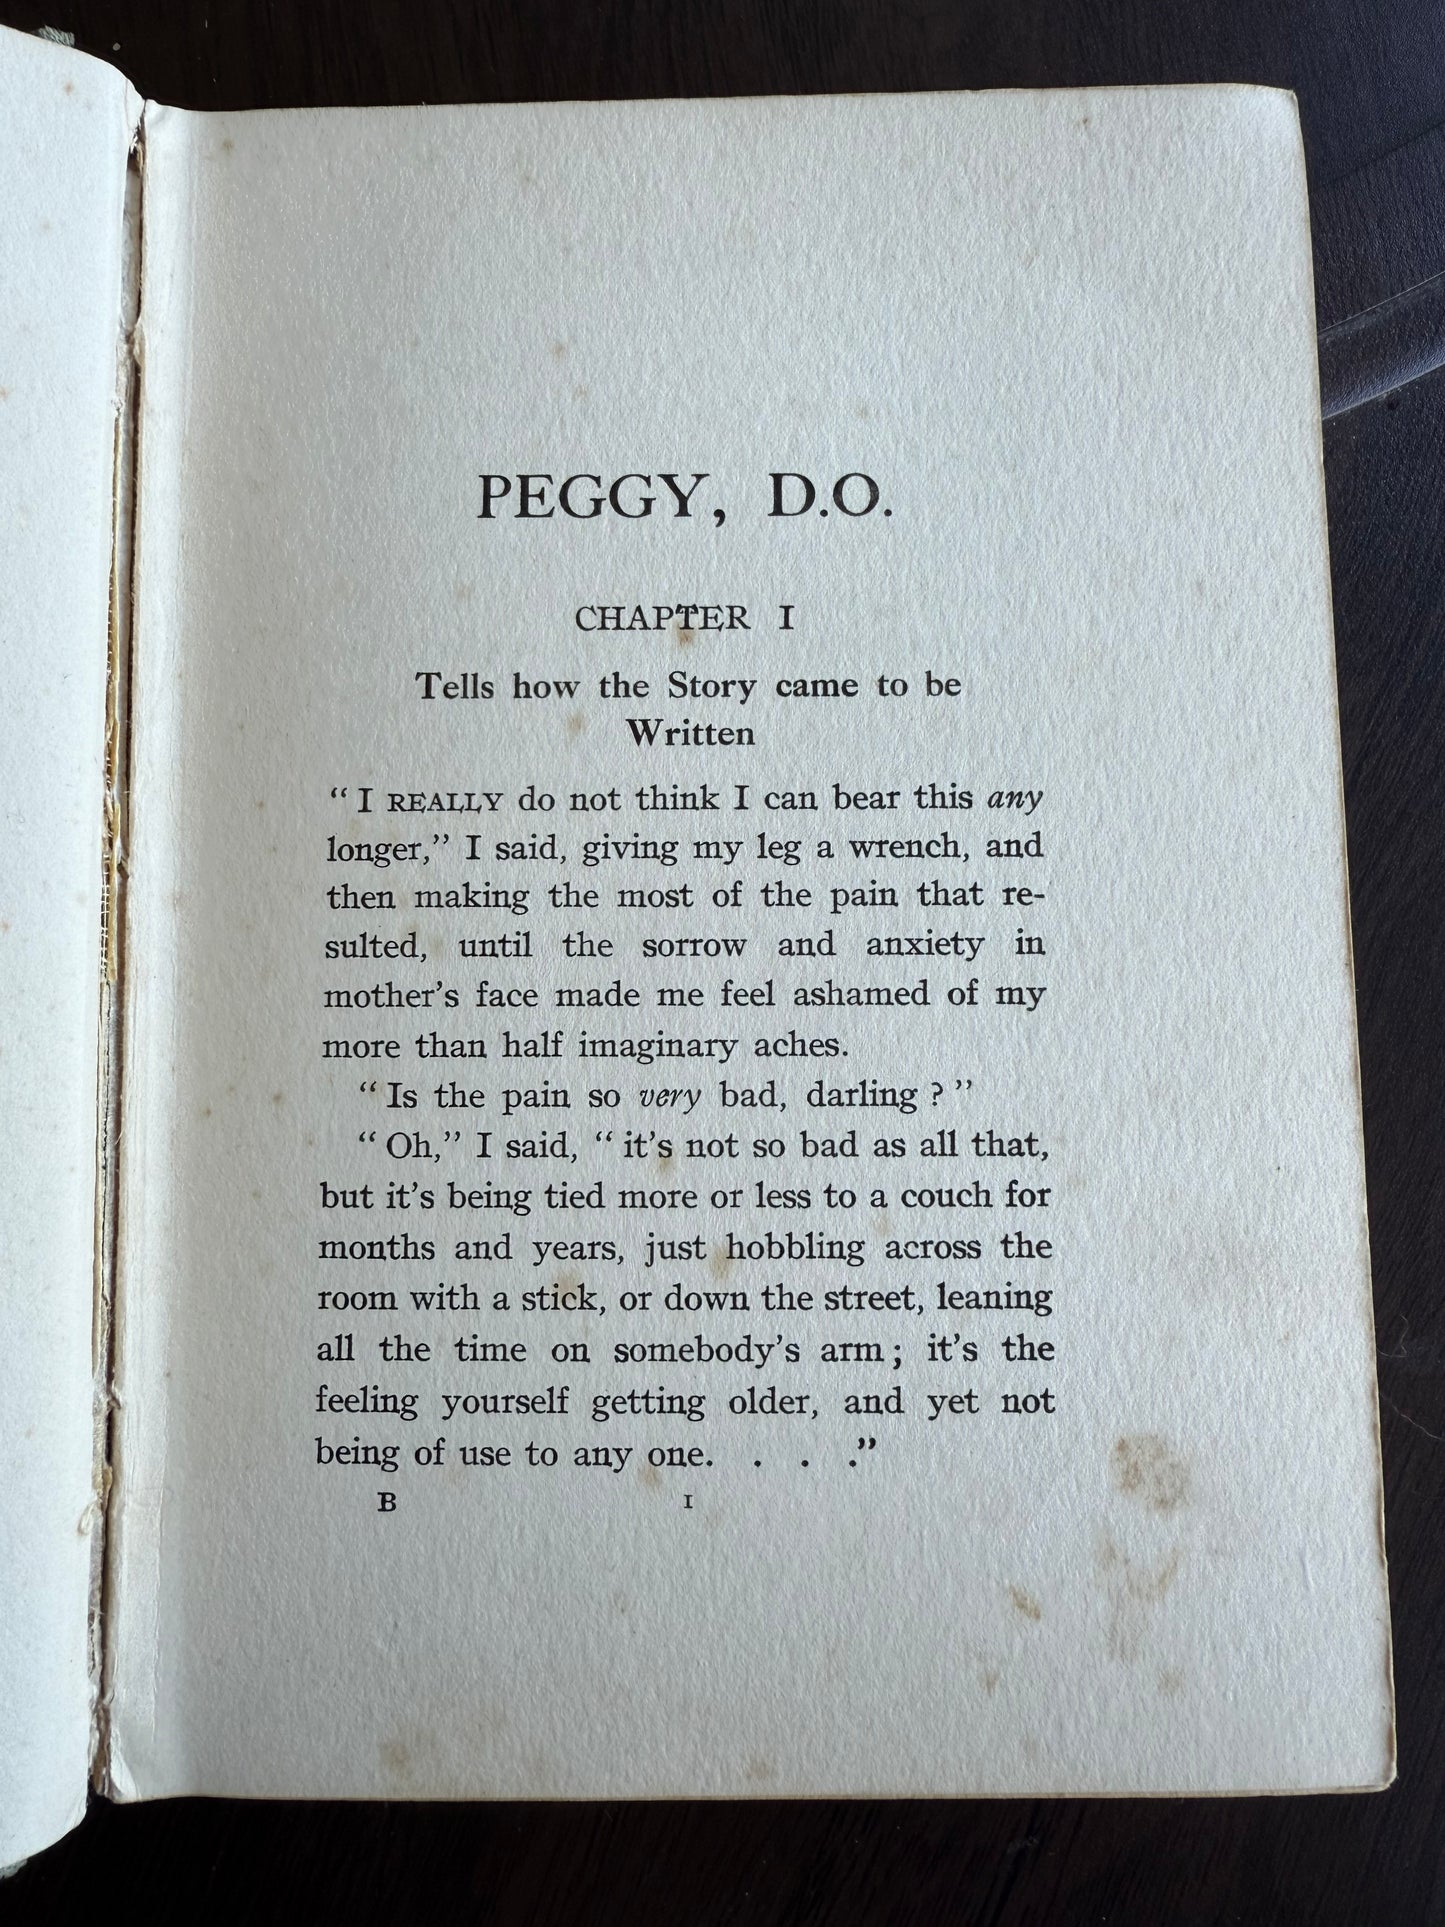 PEGGY, D.O.
CHAPTER I
Tells how the Story came to be
Written
“ I REALLY do not think I can bear this any
longer,” I said, giving my leg a wrench, and
then making the most of the pain that re-
sulted, until the sorrow and anxiety in
mother’s face made me feel ashamed of my
more than half imaginary aches.
“ Is the pain so very bad, darling ? ”
“ Oh,” I said, “ it’s not so bad as all that,
but it’s being tied more or less to a couch for
months and years, just hobbling across the
room with a stick, or down the street, leaning
all the time on somebody’s arm ; it’s the
feeling yourself getting older, and yet not
being of use to any one. . . .”
B 1